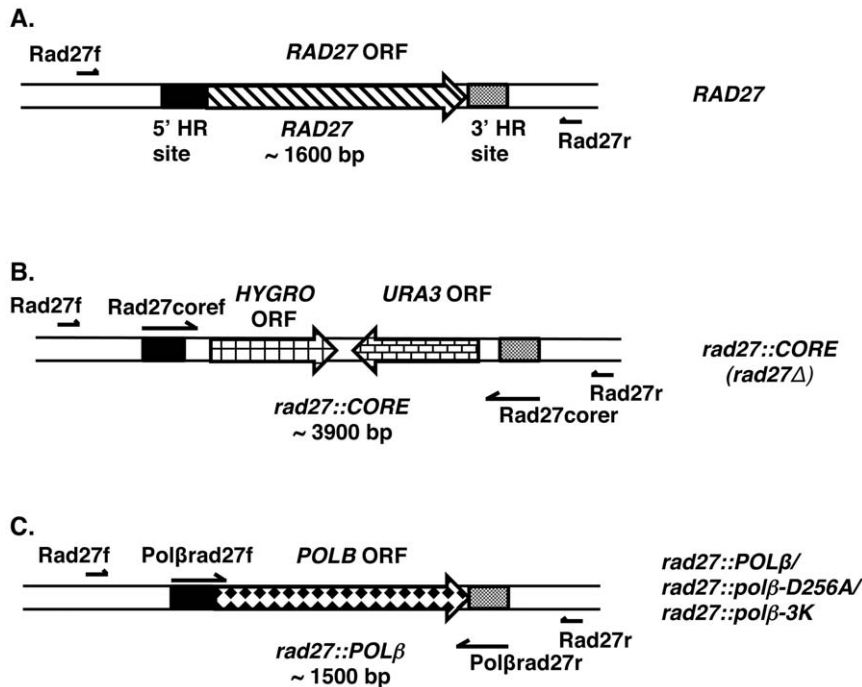 A.
RAD27 ORF
Rad27f
RAD27
5' HR
site
RAD27
~ 1600 bp
3' HR
site
Rad27r
B.
HYGRO
ORF
URA3 ORF
Rad27f
Rad27coref
rad27::CORE
(rad27Δ)
rad27::CORE
~ 3900 bp
Rad27r
Rad27corer
C.
Rad27f
Polβrad27f
POLB ORF
rad27::POLβ/
rad27::polβ-D256A/
rad27::polβ-3K
rad27::POLβ
~ 1500 bp
Rad27r
Polβrad27r